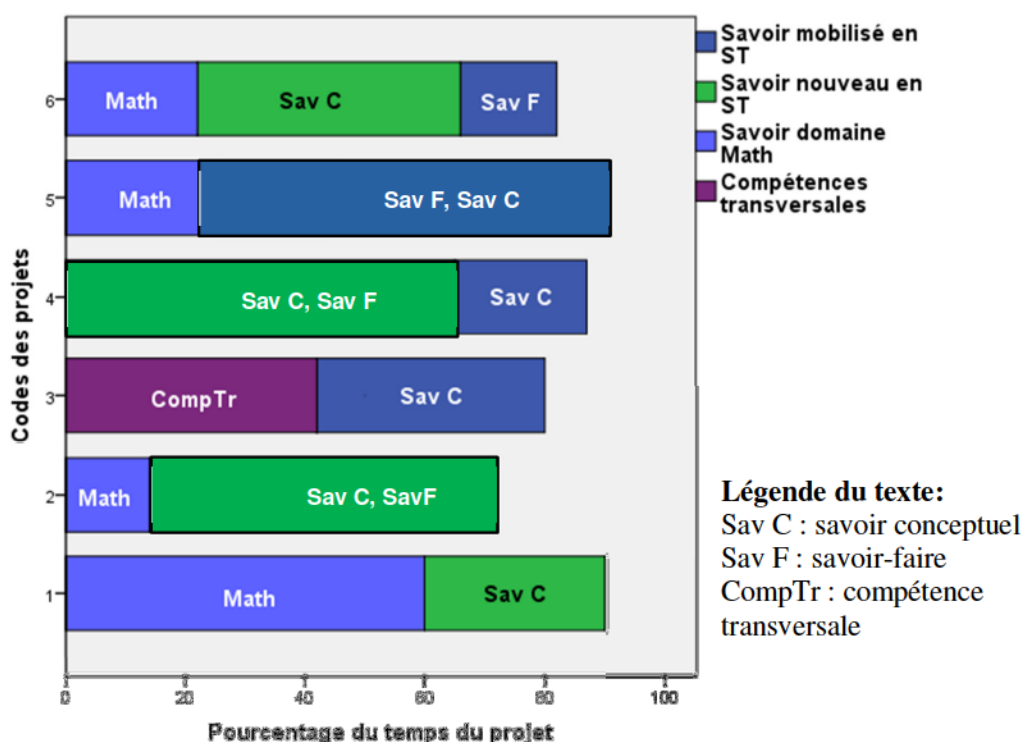 Savoir mobilisé en
ST
Savoir nouveau en
ST
Savoir domaine
Math
Compétences
transversales
Codes des projets
6
Math
Sav C
Sav F
5
Math
Sav F, Sav C
4
Sav C, Sav F
Sav C
3
CompTr
Sav C
2
Math
Sav C, SavF
1
Math
Sav C
0
20
40
60
80
100
Pourcentage du temps du projet
Légende du texte:
Sav C : savoir conceptuel
Sav F : savoir-faire
CompTr : compétence
transversale